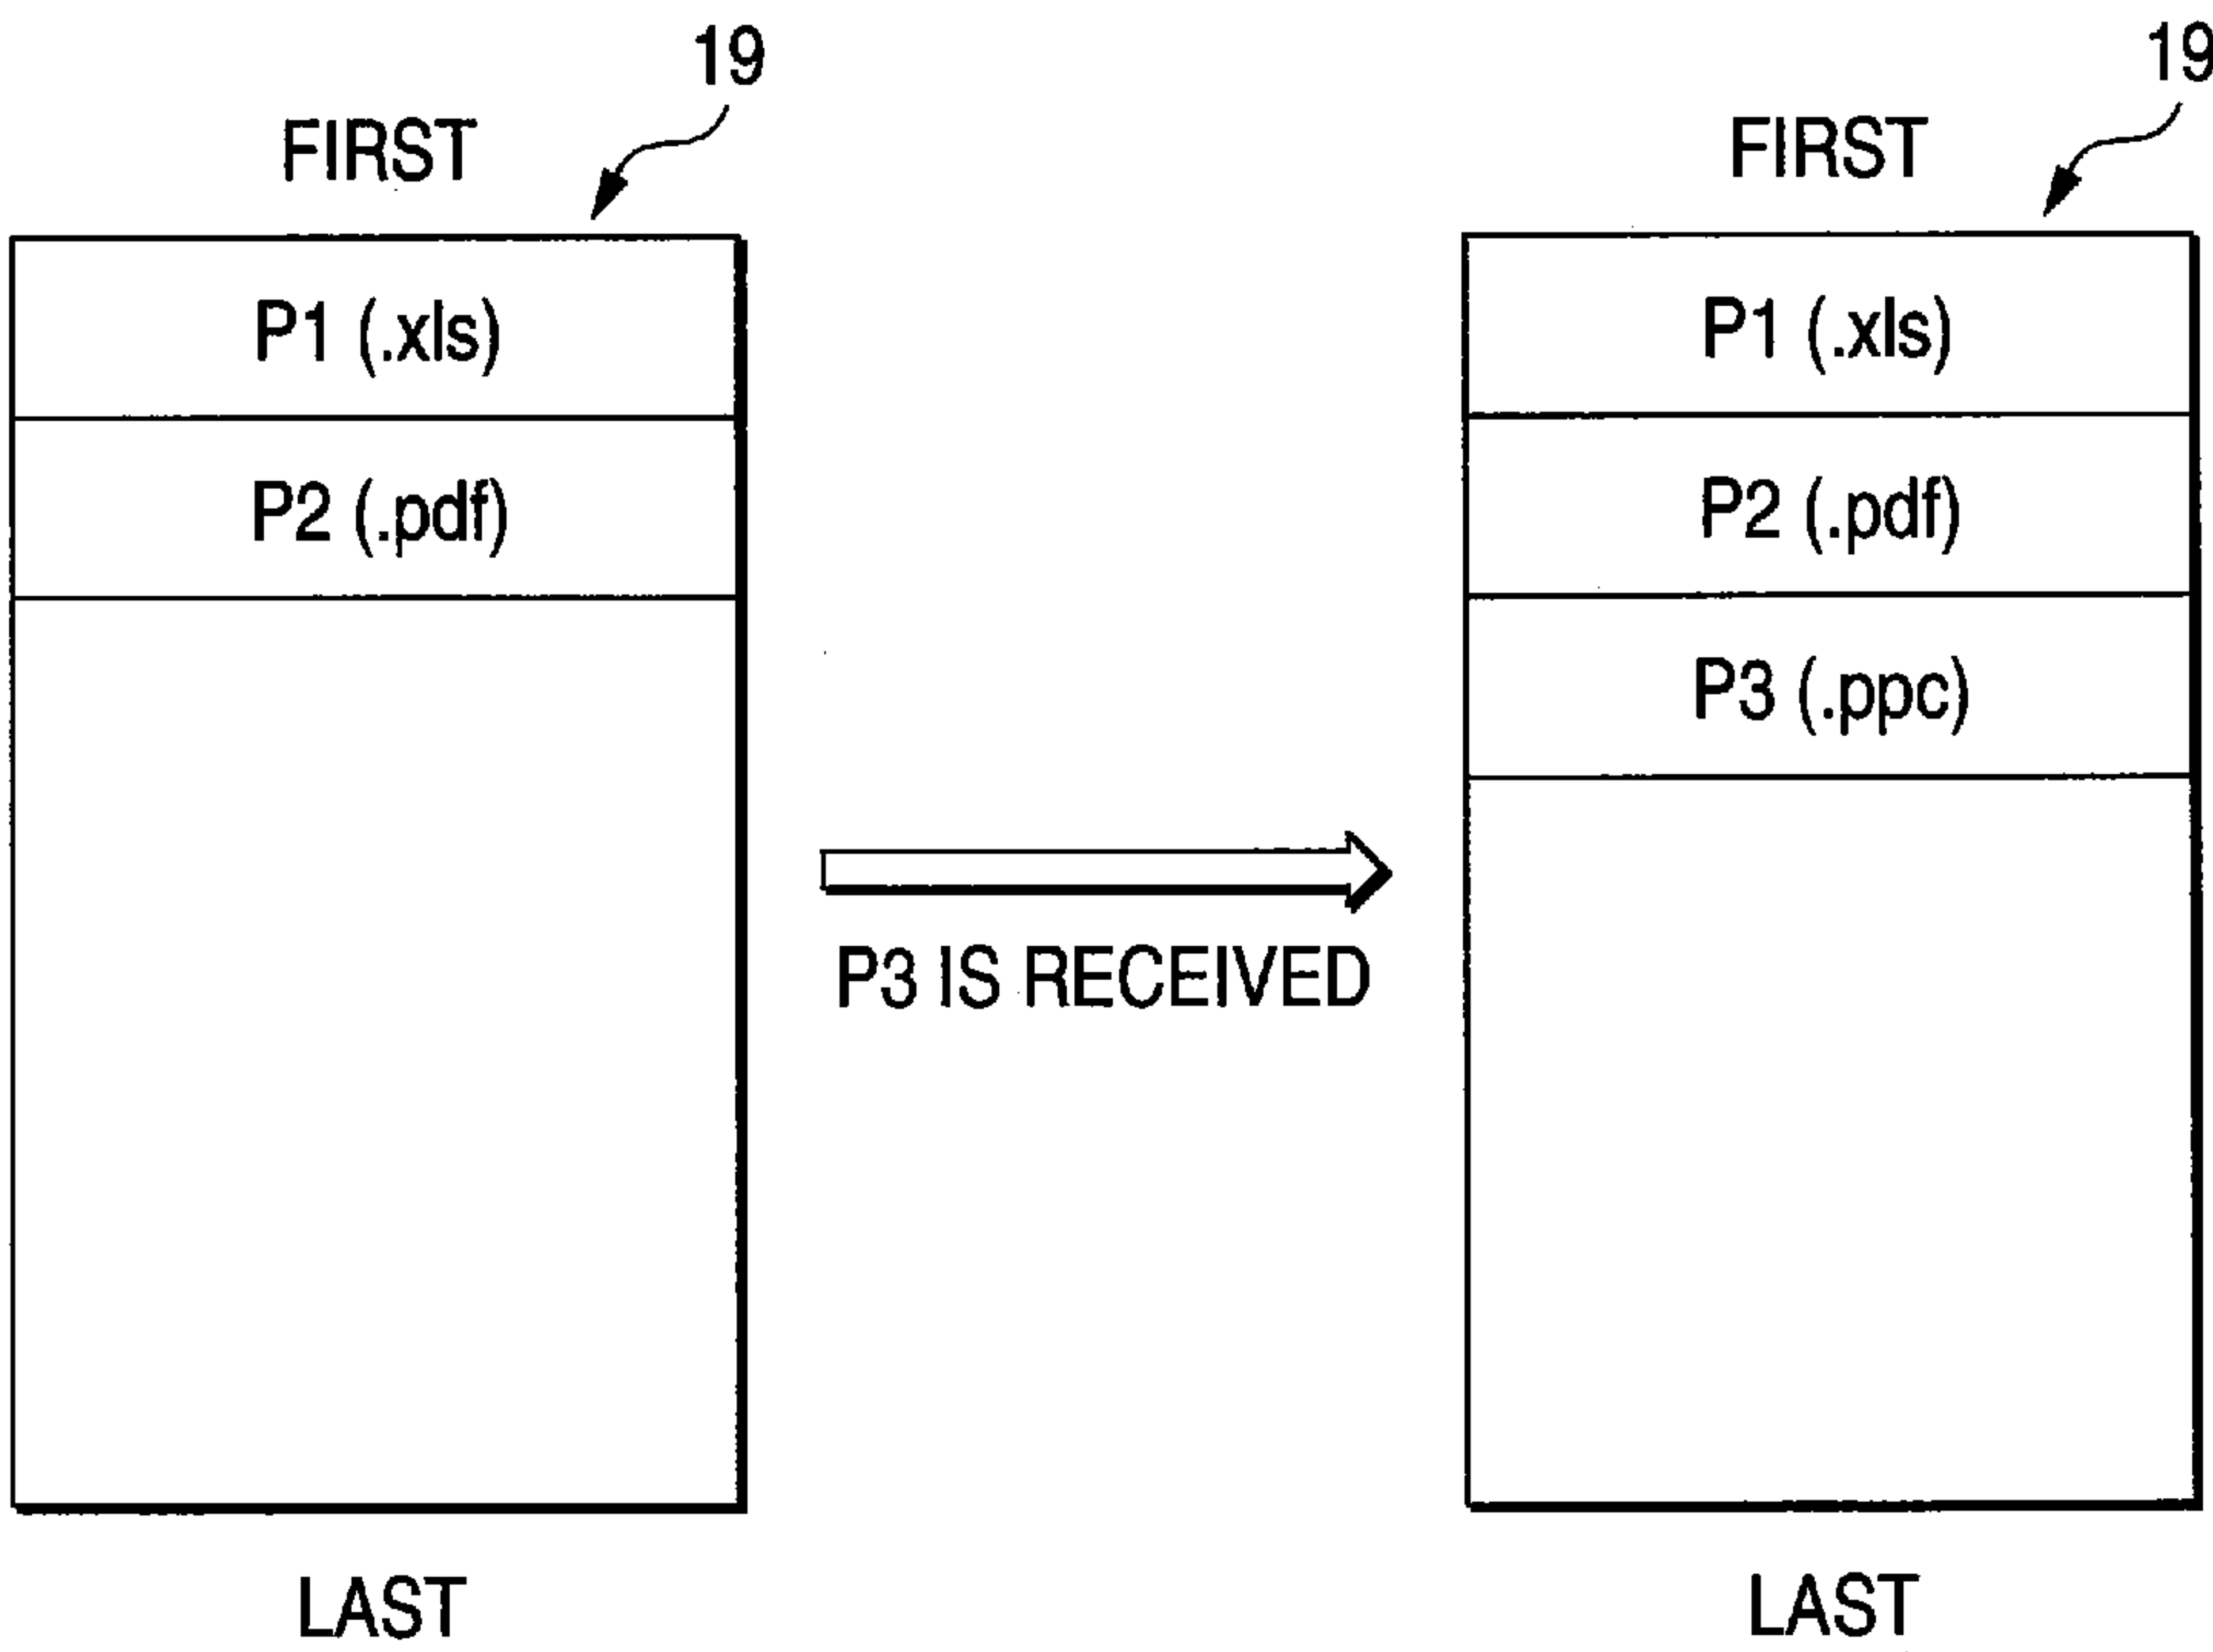 19
FIRST
P1 (.xls)
P2 (.pdf)
LAST
P3 IS RECEIVED
19
FIRST
P1 (.xls)
P2 (.pdf)
P3 (.ppc)
LAST